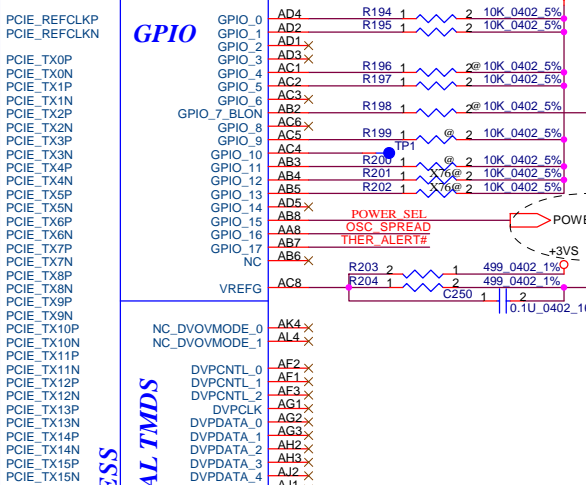 PCIE_REFCLKP
PCIE_REFCLKN
PCIE_TX0P
PCIE_TX0N
PCIE_TX1P
PCIE_TX1N
PCIE_TX2P
PCIE_TX2N
PCIE_TX3P
PCIE_TX3N
PCIE_TX4P
PCIE_TX4N
PCIE_TX5P
PCIE_TX5N
PCIE_TX6P
PCIE_TX6N
PCIE_TX7P
PCIE_TX7N
PCIE_TX8P
PCIE_TX8N
PCIE_TX9P
PCIE_TX9N
PCIE_TX10P
PCIE_TX10N
PCIE_TX11P
PCIE_TX11N
PCIE_TX12P
PCIE_TX12N
PCIE_TX13P
PCIE_TX13N
PCIE_TX14P
PCIE_TX14N
PCIE_TX15P
PCIE_TX15N
ESS
GPIO
AL TMDS
GPIO_0 AD4 R194 1 2 10K_0402_5%
GPIO_1 AD2 R195 1 2 10K_0402_5%
GPIO_2 AD1
GPIO_3 AD3
GPIO_4 AC1 R196 1 2@ 10K_0402_5%
GPIO_5 AC2 R197 1 2 10K_0402_5%
GPIO_6 AC3
GPIO_7_BLON AB2 R198 1 2@ 10K_0402_5%
GPIO_8 AC6
GPIO_9 AC5 R199 1 @ 2 10K_0402_5%
GPIO_10 AC4 TP1
GPIO_11 AB3 R200 1 @ 2 10K_0402_5%
GPIO_12 AB4 R201 1 X76@ 2 10K_0402_5%
GPIO_13 AB5 R202 1 X76@ 2 10K_0402_5%
GPIO_14 AD5
GPIO_15 AB8 POWER_SEL POWE
GPIO_16 AA8 OSC_SPREAD
GPIO_17 AB7 THER_ALERT#
NC AB6
+3VS
R203 2 1 499_0402_1%
VREFG AC8 R204 1 2 499_0402_1%
C250 1 2 0.1U_0402_16
NC_DVOVMODE_0 AK4
NC_DVOVMODE_1 AL4
DVPCNTL_0 AF2
DVPCNTL_1 AF1
DVPCNTL_2 AF3
DVPCLK AG1
DVPDATA_0 AG2
DVPDATA_1 AG3
DVPDATA_2 AH2
DVPDATA_3 AH3
DVPDATA_4 AJ2
AJ1